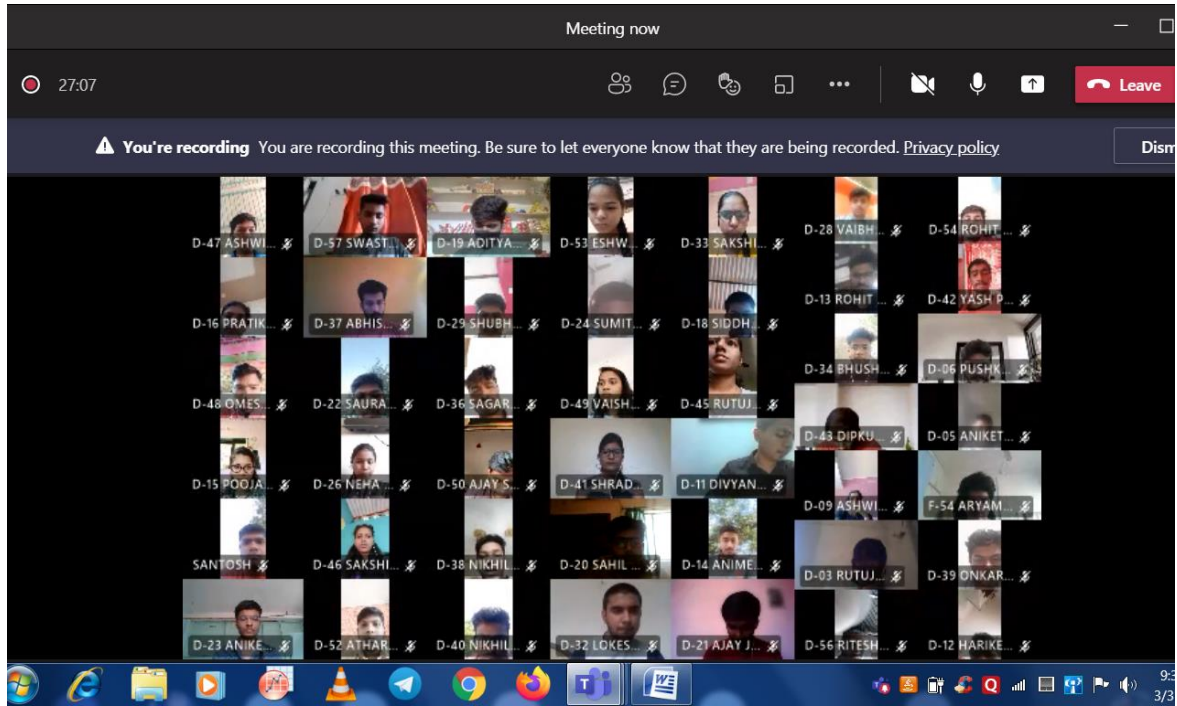 Meeting now
27:07
Leave
You're recording You are recording this meeting. Be sure to let everyone know that they are being recorded. Privacy policy
Dism
D-47 ASHWI...
D-57 SWAST...
D-19 ADITYA...
D-53 ESHW...
D-33 SAKSHI...
D-28 VAIBH...
D-54 ROHIT ...
D-16 PRATIK...
D-37 ABHIS...
D-29 SHUBH...
D-24 SUMIT...
D-18 SIDDH...
D-13 ROHIT ...
D-42 YASH P...
D-48 OMES...
D-22 SAURA...
D-36 SAGAR...
D-49 VAISH...
D-45 RUTUJ...
D-34 BHUSH...
D-06 PUSHK...
D-15 POOJA...
D-26 NEHA ...
D-50 AJAY S...
D-41 SHRAD...
D-11 DIVYAN...
D-43 DIPKU...
D-05 ANIKET...
SANTOSH
D-46 SAKSHI...
D-38 NIKHIL...
D-20 SAHIL ...
D-14 ANIME...
D-09 ASHWI...
F-54 ARYAM...
D-23 ANIKE...
D-52 ATHAR...
D-40 NIKHIL...
D-32 LOKES...
D-21 AJAY J...
D-03 RUTUJ...
D-39 ONKAR...
D-56 RITESH...
D-12 HARIKE...
9:3
3/3